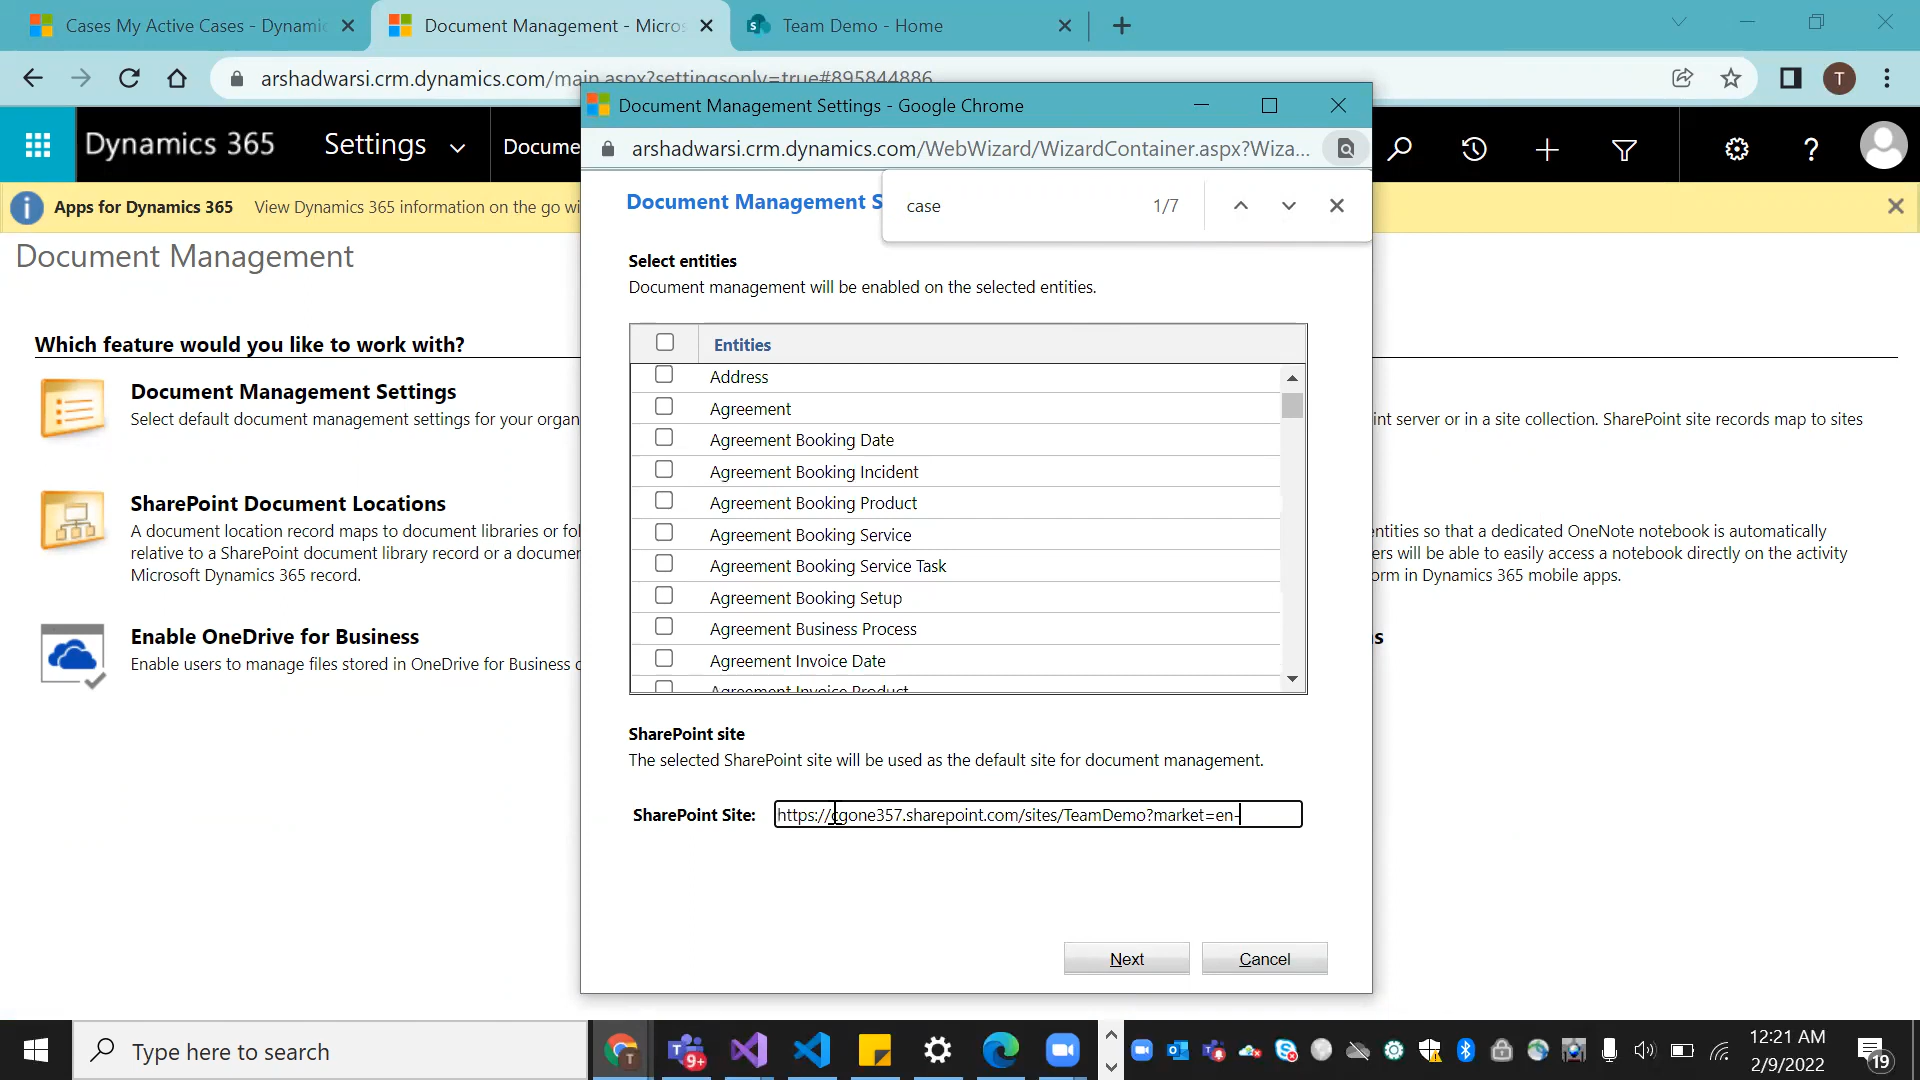 Cases My Active Cases - Dynami
Document Management - Micros
Team Demo - Home
arshadwarsi.crm.dynamics.com/main.aspx?settingsonly=true#895844886
T
Document Management Settings - Google Chrome
arshadwarsi.crm.dynamics.com/WebWizard/WizardContainer.aspx?Wiza...
Dynamics 365
Settings
Docume
Apps for Dynamics 365 View Dynamics 365 information on the go wi
Document Management S
case 1/7
Document Management
Select entities
Document management will be enabled on the selected entities.
Which feature would you like to work with?
Document Management Settings
Select default document management settings for your organ
int server or in a site collection. SharePoint site records map to sites
SharePoint Document Locations
A document location record maps to document libraries or fol
relative to a SharePoint document library record or a documen
Microsoft Dynamics 365 record.
entities so that a dedicated OneNote notebook is automatically
ers will be able to easily access a notebook directly on the activity
orm in Dynamics 365 mobile apps.
Enable OneDrive for Business
Enable users to manage files stored in OneDrive for Business
s
Entities
Address
Agreement
Agreement Booking Date
Agreement Booking Incident
Agreement Booking Product
Agreement Booking Service
Agreement Booking Service Task
Agreement Booking Setup
Agreement Business Process
Agreement Invoice Date
Agreement Invoice Product
SharePoint site
The selected SharePoint site will be used as the default site for document management.
SharePoint Site: https://cgone357.sharepoint.com/sites/TeamDemo?market=en-
Next
Cancel
Type here to search
T
9+
12:21 AM
2/9/2022
19